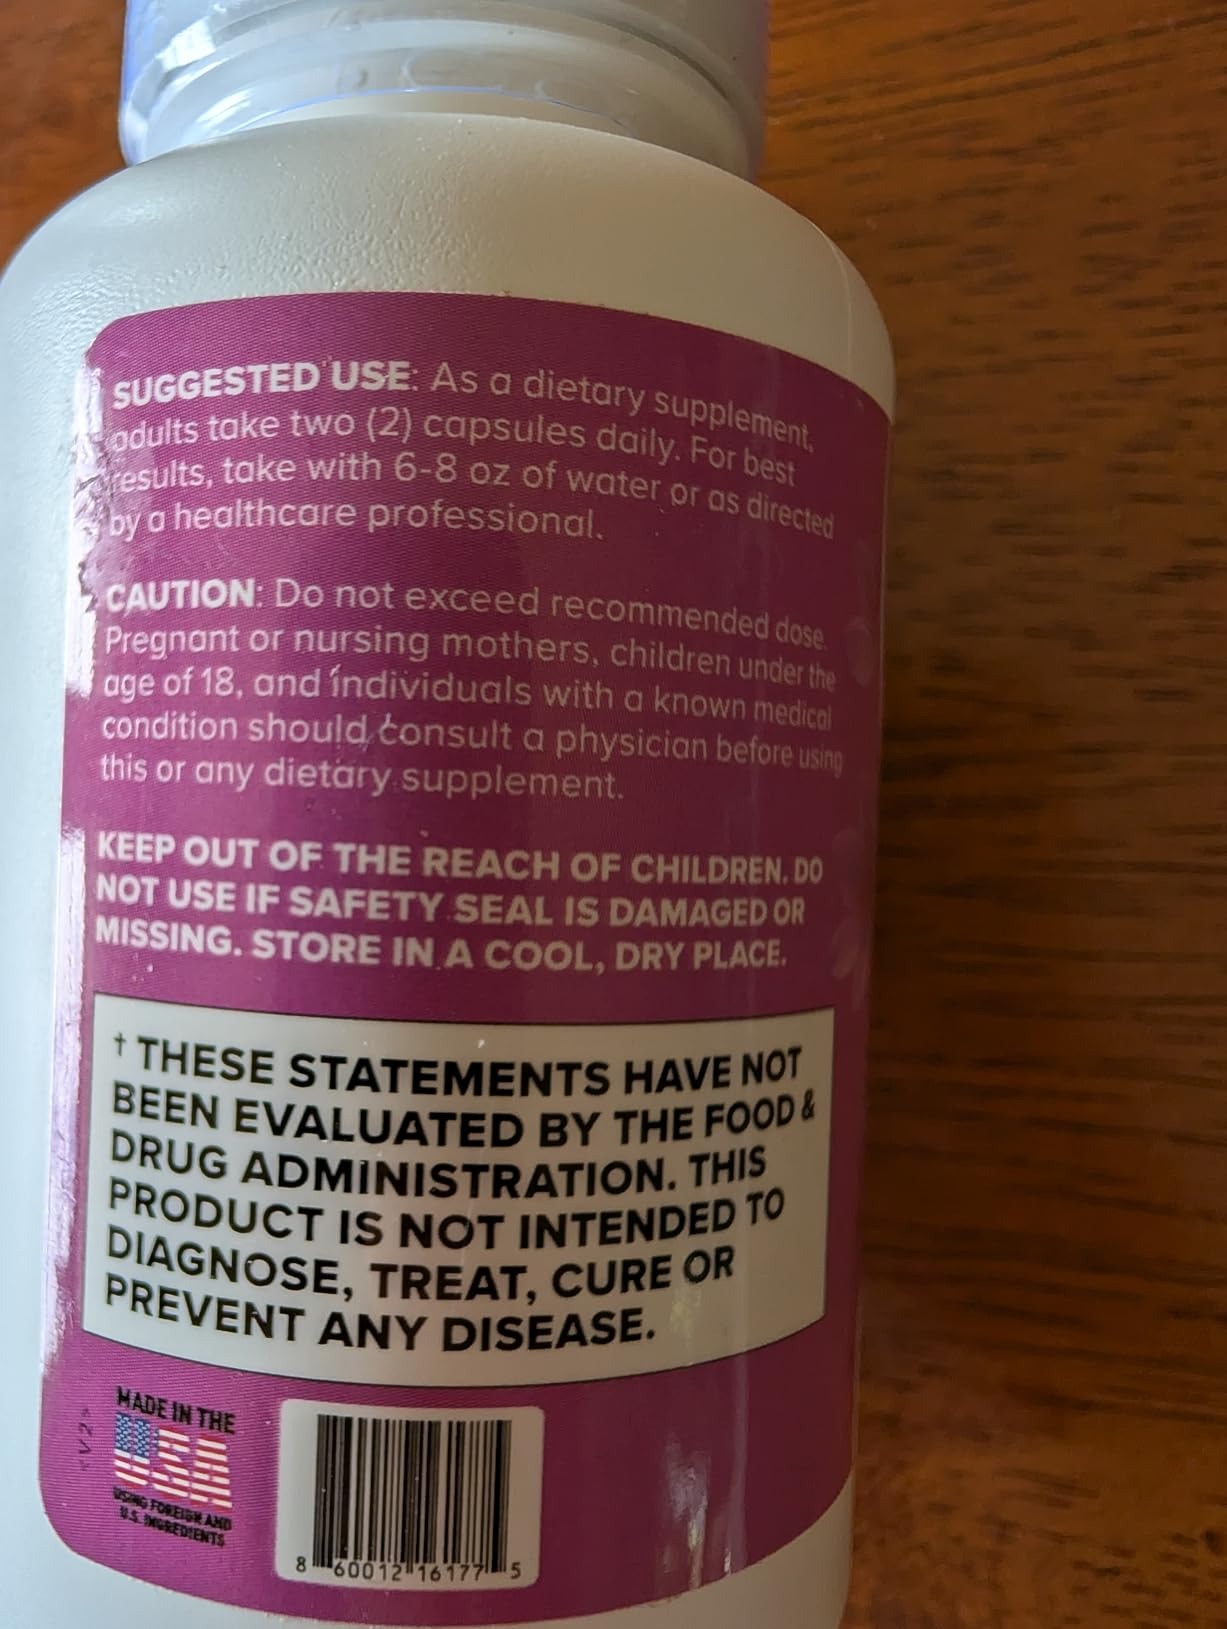 SUGGESTED USE: As a dietary supplement,
adults take two (2) capsules daily. For best
results, take with 6-8 oz of water or as directed
by a healthcare professional.
CAUTION: Do not exceed recommended dose.
Pregnant or nursing mothers, children under the
age of 18, and individuals with a known medical
condition should consult a physician before using
this or any dietary supplement.
KEEP OUT OF THE REACH OF CHILDREN. DO
NOT USE IF SAFETY SEAL IS DAMAGED OR
MISSING. STORE IN A COOL, DRY PLACE.
† THESE STATEMENTS HAVE NOT
BEEN EVALUATED BY THE FOOD &
DRUG ADMINISTRATION. THIS
PRODUCT IS NOT INTENDED TO
DIAGNOSE, TREAT, CURE OR
PREVENT ANY DISEASE.
<V2>
MADE IN THE
USA
USING FOREIGN AND
U.S. INGREDIENTS
8 60012 16177 5